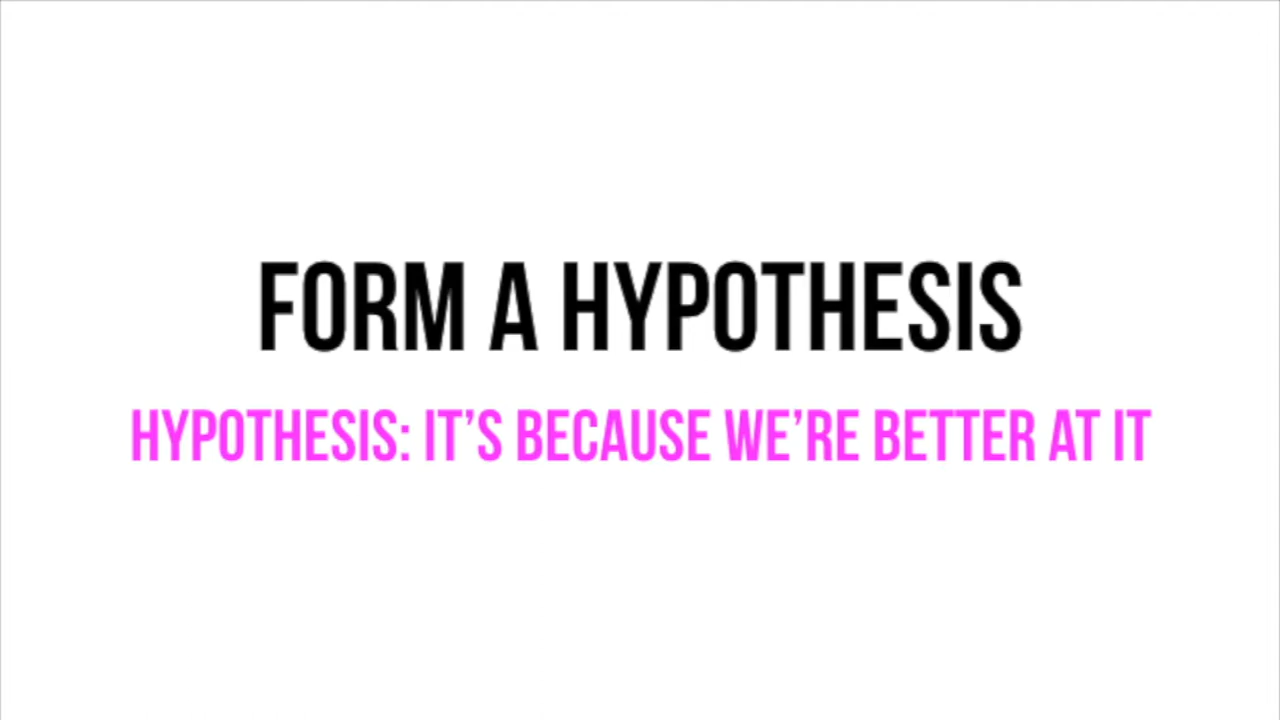 FORM A HYPOTHESIS
HYPOTHESIS: IT’S BECAUSE WE’RE BETTER AT IT